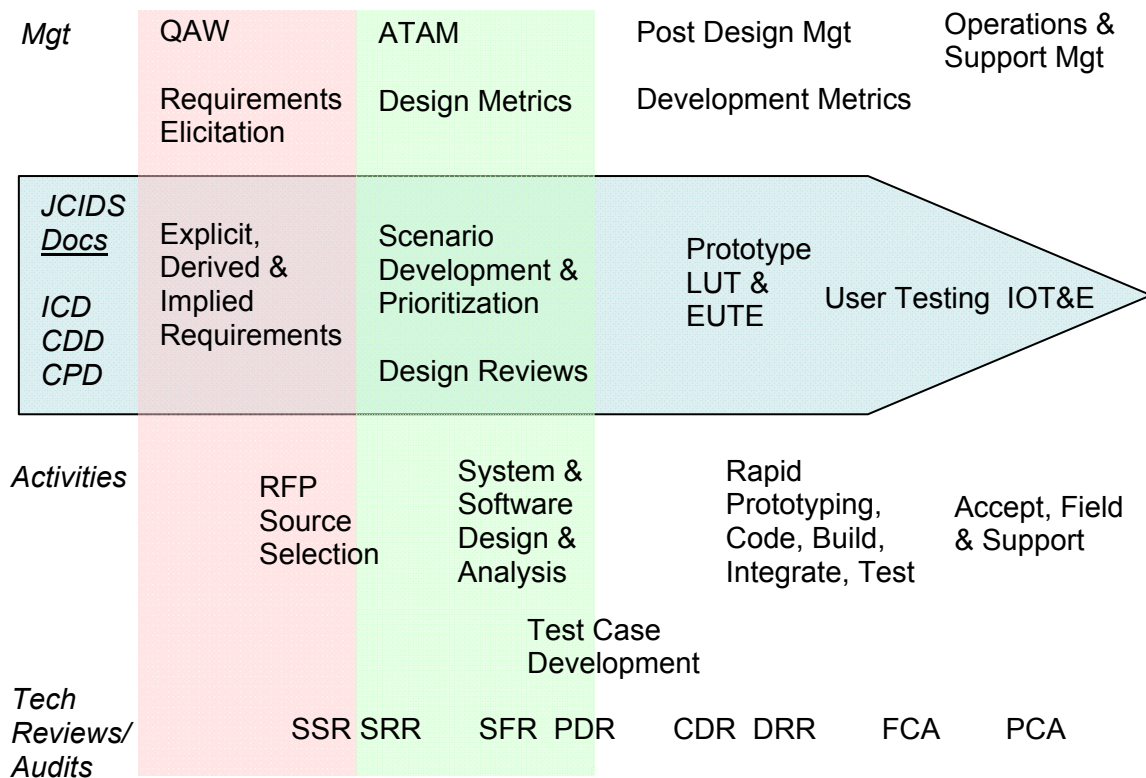 Mgt
QAW
ATAM
Post Design Mgt
Operations &
Support Mgt
Requirements
Elicitation
Design Metrics
Development Metrics
JCIDS
Docs
ICD
CDD
CPD
Explicit,
Derived &
Implied
Requirements
Scenario
Development &
Prioritization
Design Reviews
Prototype
LUT &
EUTE
User Testing
IOT&E
Activities
RFP
Source
Selection
System &
Software
Design &
Analysis
Rapid
Prototyping,
Code, Build,
Integrate, Test
Accept, Field
& Support
Test Case
Development
Tech
Reviews/
Audits
SSR SRR SFR PDR CDR DRR FCA PCA